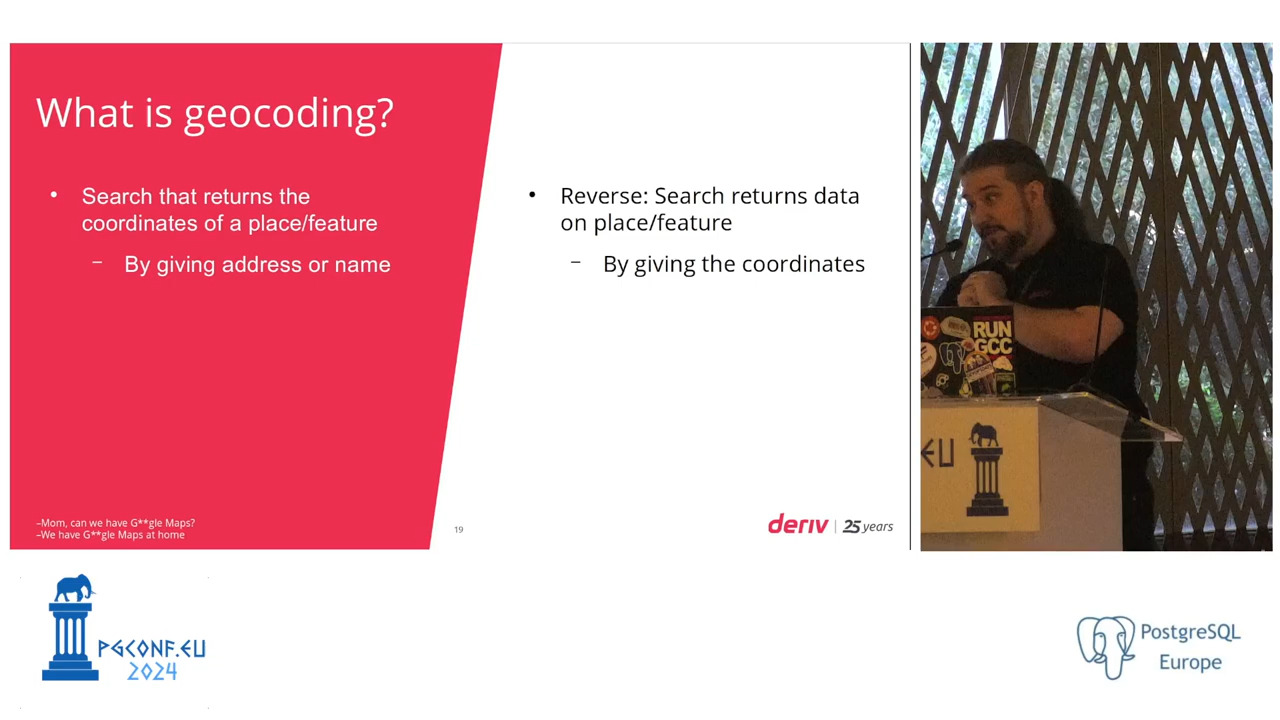 What is geocoding?
• Search that returns the
coordinates of a place/feature
– By giving address or name
• Reverse: Search returns data
on place/feature
– By giving the coordinates
–Mom, can we have G**gle Maps?
–We have G**gle Maps at home
19
deriv | 25 years
RUN
GCC
EU
PGCONF.EU
2024
PostgreSQL
Europe